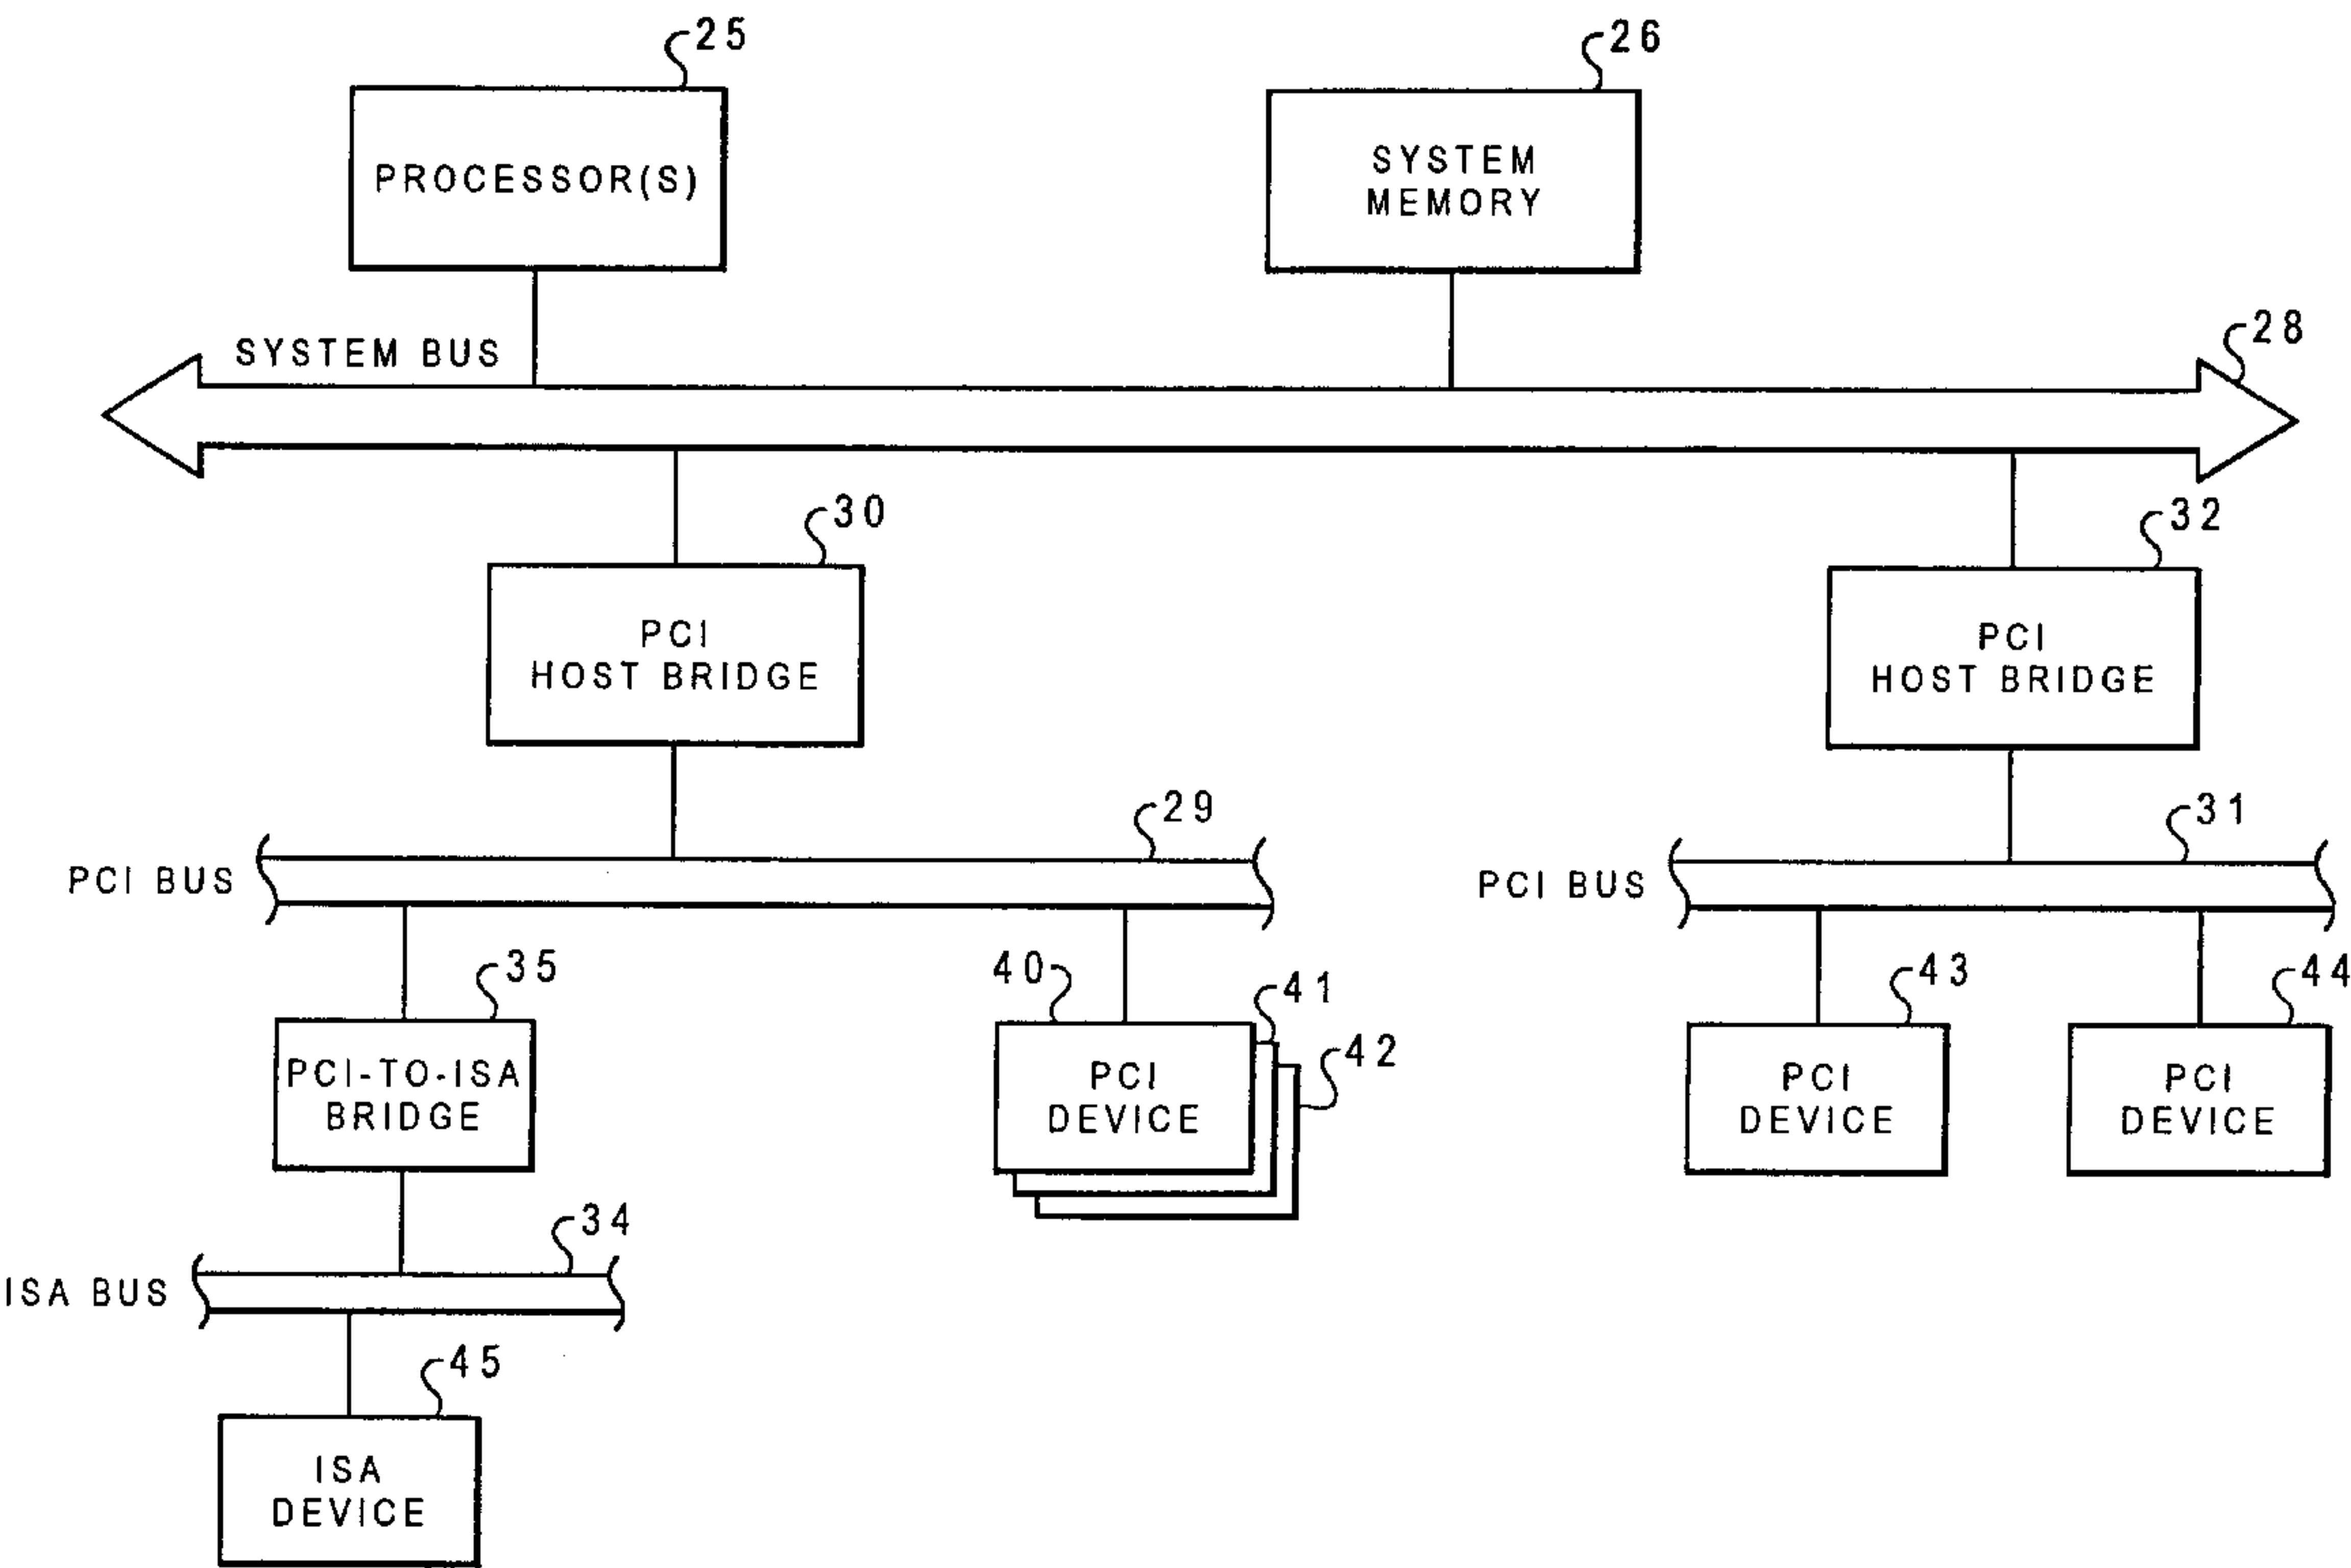 25
26
PROCESSOR(S)
SYSTEM
MEMORY
SYSTEM BUS
28
30
32
PCI
HOST BRIDGE
PCI
HOST BRIDGE
29
31
PCI BUS
PCI BUS
35
40
41
42
43
44
PCI-TO-ISA
BRIDGE
PCI
DEVICE
PCI
DEVICE
PCI
DEVICE
34
ISA BUS
45
ISA
DEVICE